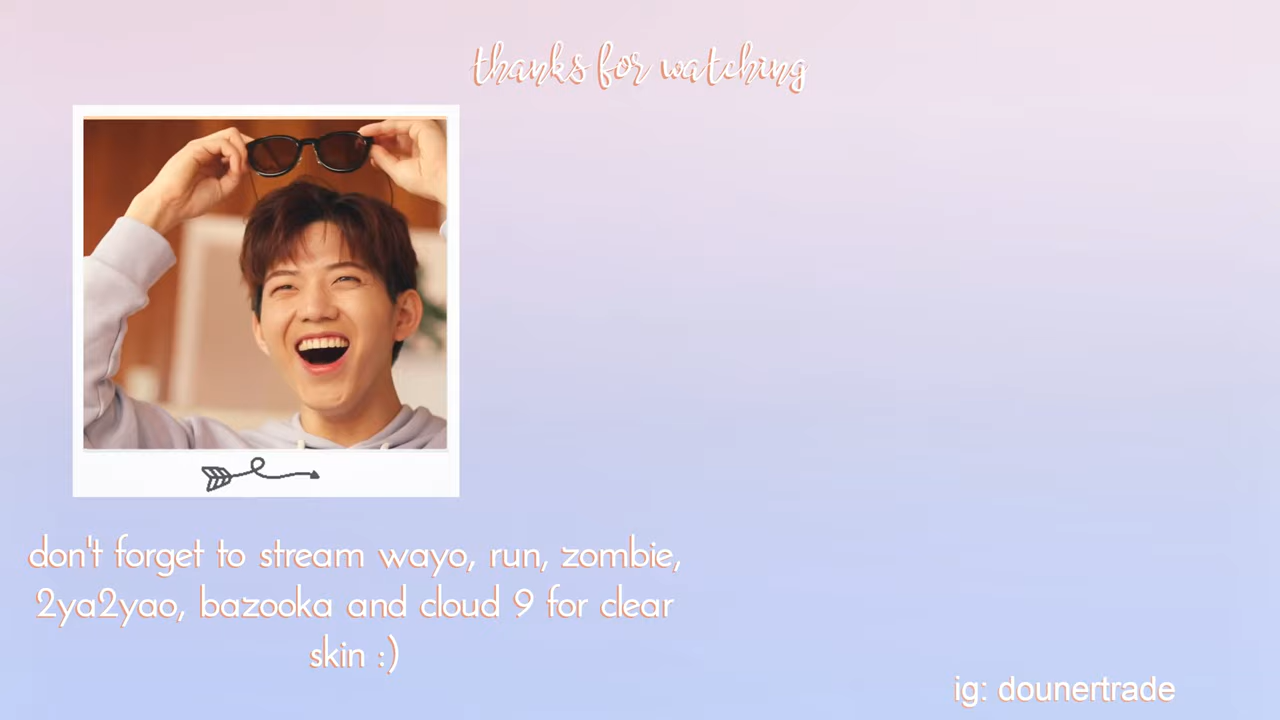 thanks for watching
don't forget to stream wayo, run, zombie,
2ya2yao, bazooka and cloud 9 for clear
skin :)
ig: dounertrade